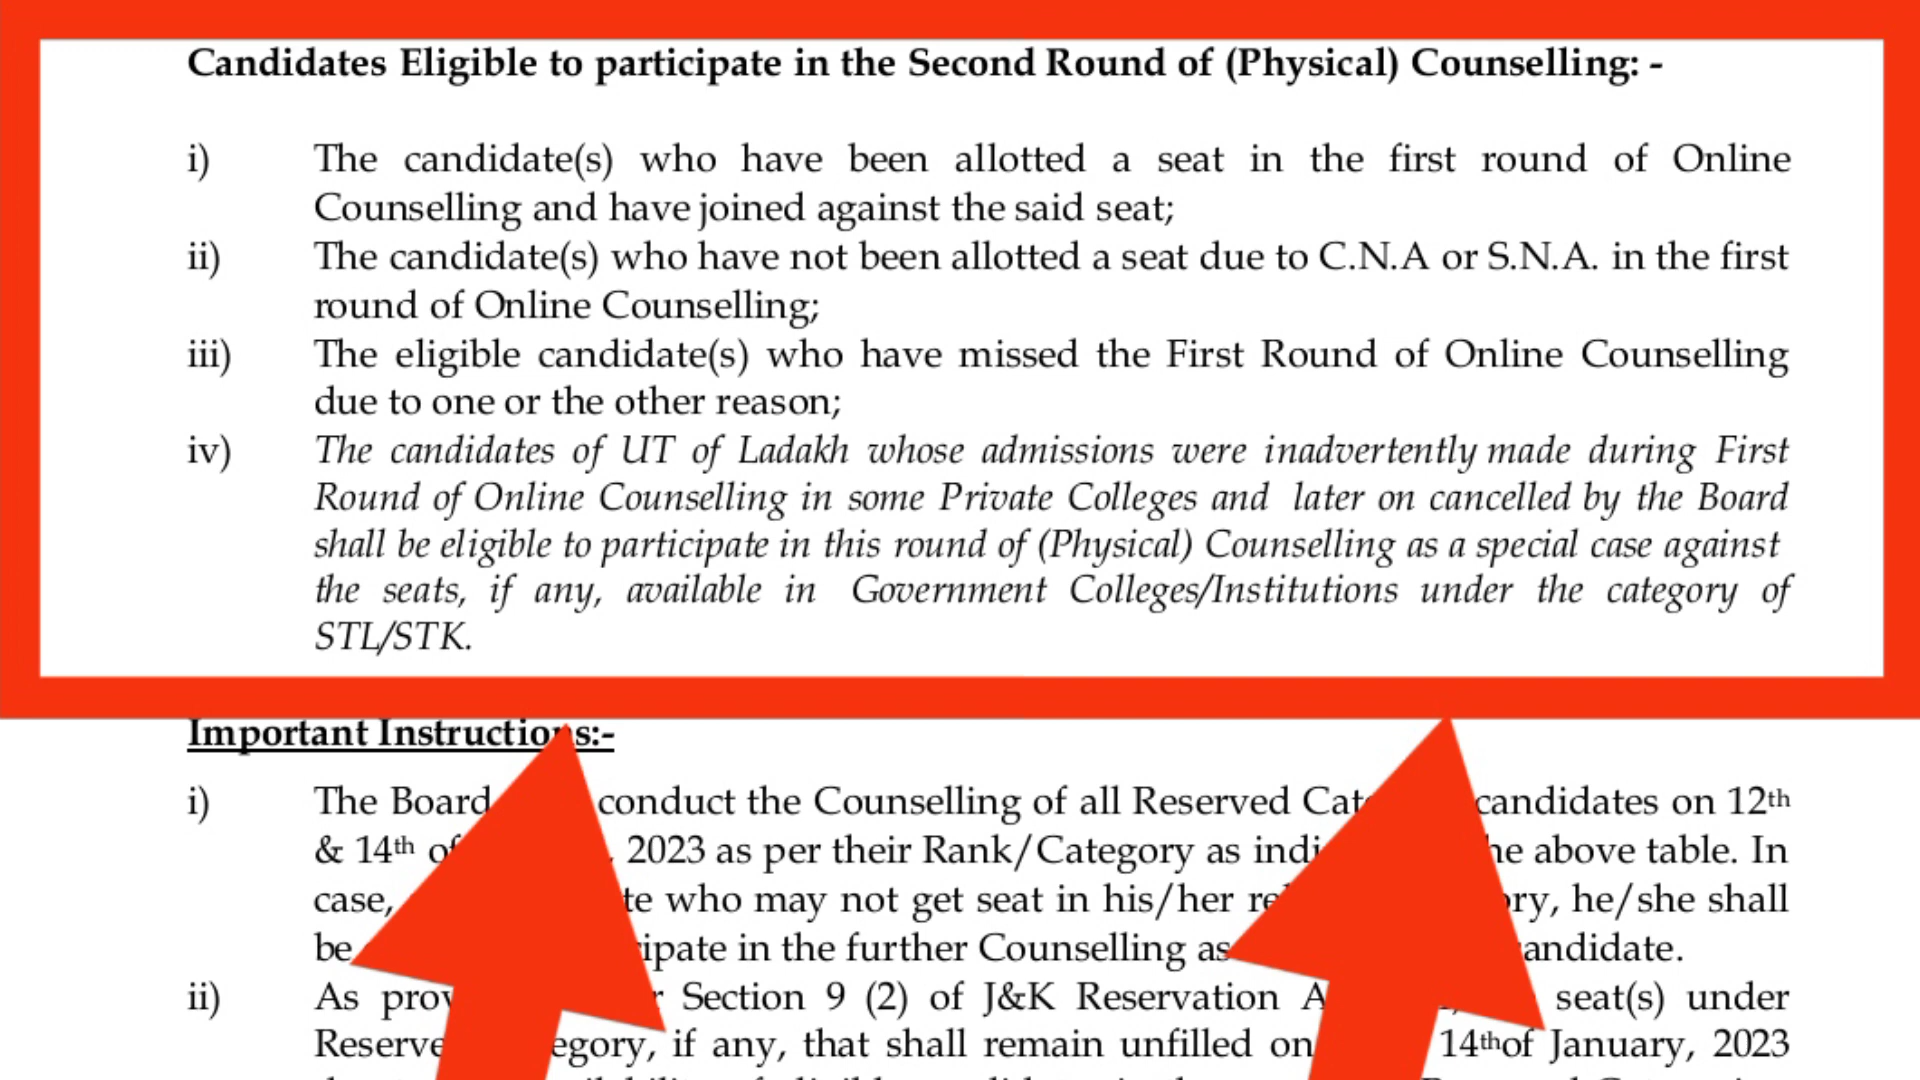 Candidates Eligible to participate in the Second Round of (Physical) Counselling: -
i) The candidate(s) who have been allotted a seat in the first round of Online
Counselling and have joined against the said seat;
ii) The candidate(s) who have not been allotted a seat due to C.N.A or S.N.A. in the first
round of Online Counselling;
iii) The eligible candidate(s) who have missed the First Round of Online Counselling
due to one or the other reason;
iv) The candidates of UT of Ladakh whose admissions were inadvertently made during First
Round of Online Counselling in some Private Colleges and later on cancelled by the Board
shall be eligible to participate in this round of (Physical) Counselling as a special case against
the seats, if any, available in Government Colleges/Institutions under the category of
STL/STK.
Important Instructions:-
i) The Board conduct the Counselling of all Reserved candidates on 12th
& 14th 2023 as per their Rank/Category as above table. In
case, who may not get seat in his/her he/she shall
be in the further Counselling as candidate.
ii) As Section 9 (2) of J&K Reservation seat(s) under
if any, that shall remain unfilled on 14thof January, 2023